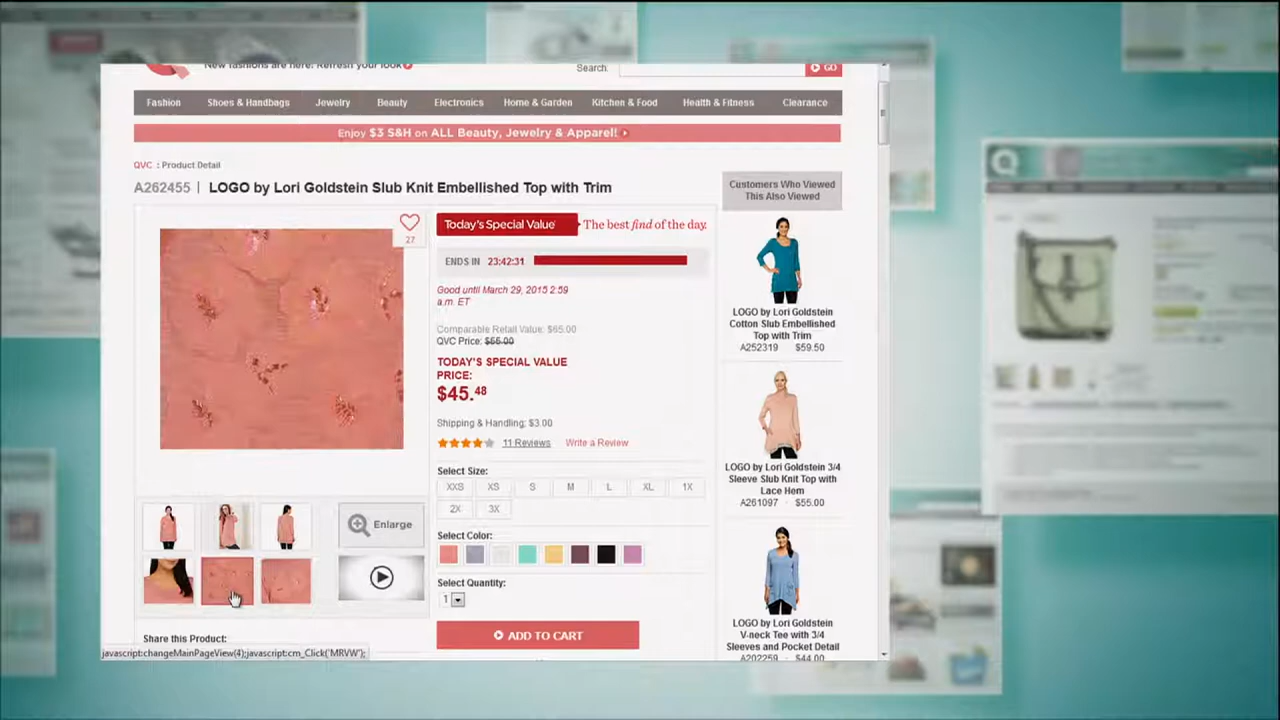 New fashions are here! Refresh your look
Search:
GO
Fashion
Shoes & Handbags
Jewelry
Beauty
Electronics
Home & Garden
Kitchen & Food
Health & Fitness
Clearance
Enjoy $3 S&H on ALL Beauty, Jewelry & Apparel!
QVC : Product Detail
A262455 | LOGO by Lori Goldstein Slub Knit Embellished Top with Trim
27
Today's Special Value
The best find of the day.
ENDS IN 23:42:31
Good until March 29, 2015 2:59
a.m. ET
Comparable Retail Value: $65.00
QVC Price: $55.00
TODAY'S SPECIAL VALUE
PRICE:
$45.48
Shipping & Handling: $3.00
11 Reviews
Write a Review
Select Size:
XXS XS S M L XL 1X
2X 3X
Select Color:
Select Quantity:
1
ADD TO CART
Enlarge
Share this Product:
javascript:changeMainPageView(4);javascript:cm_Click('MRVW');
Customers Who Viewed
This Also Viewed
LOGO by Lori Goldstein
Cotton Slub Embellished
Top with Trim
A252319 $59.50
LOGO by Lori Goldstein 3/4
Sleeve Slub Knit Top with
Lace Hem
A261097 · $55.00
LOGO by Lori Goldstein
V-neck Tee with 3/4
Sleeves and Pocket Detail
A202259 · $44.00